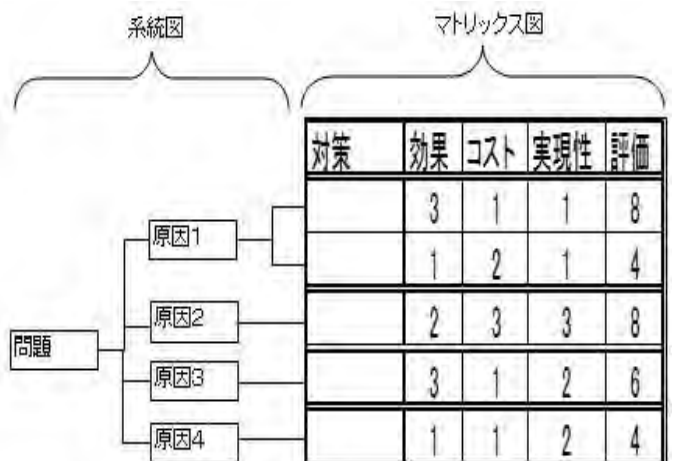 系統図
マトリックス図
対策 効果 コスト 実現性 評価
3 1 1 8
原因1
1 2 1 4
原因2
2 3 3 8
問題
原因3
3 1 2 6
原因4
1 1 2 4